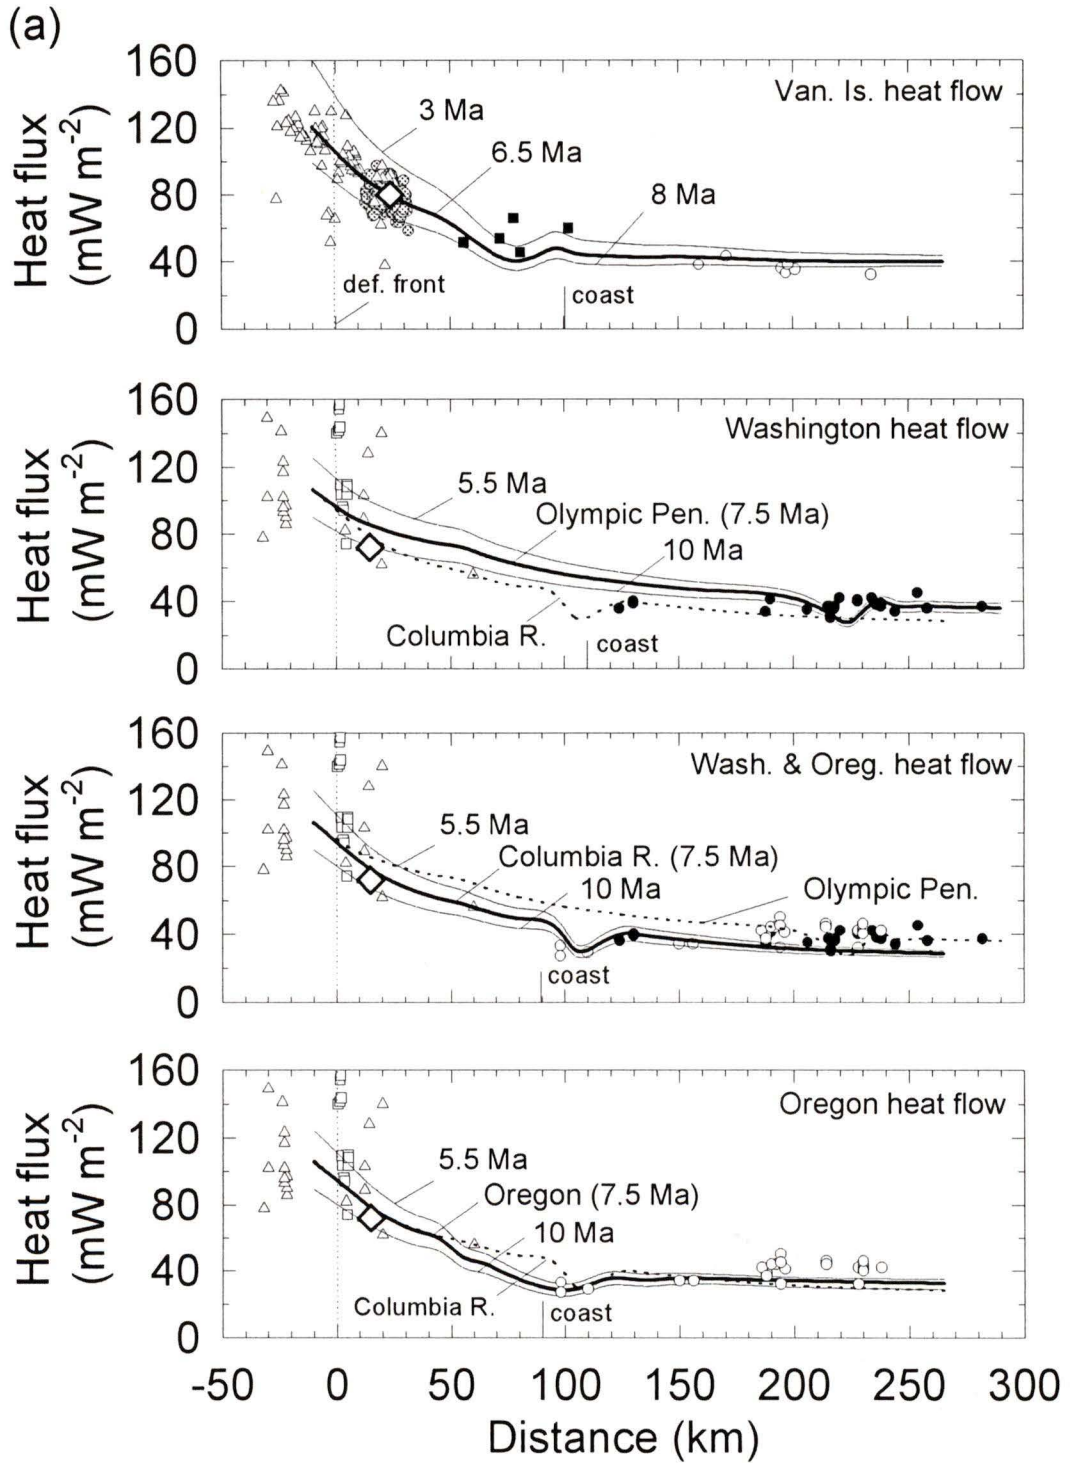 (a)
160
120
80
40
0
Heat flux
(mW m-2)
Van. Is. heat flow
3 Ma
6.5 Ma
8 Ma
def. front
coast
160
120
80
40
0
Heat flux
(mW m-2)
Washington heat flow
5.5 Ma
Olympic Pen. (7.5 Ma)
10 Ma
Columbia R.
coast
160
120
80
40
0
Heat flux
(mW m-2)
Wash. & Oreg. heat flow
5.5 Ma
Columbia R. (7.5 Ma)
10 Ma
Olympic Pen.
coast
160
120
80
40
0
Heat flux
(mW m-2)
Oregon heat flow
5.5 Ma
Oregon (7.5 Ma)
10 Ma
Columbia R.
coast
-50 0 50 100 150 200 250 300
Distance (km)